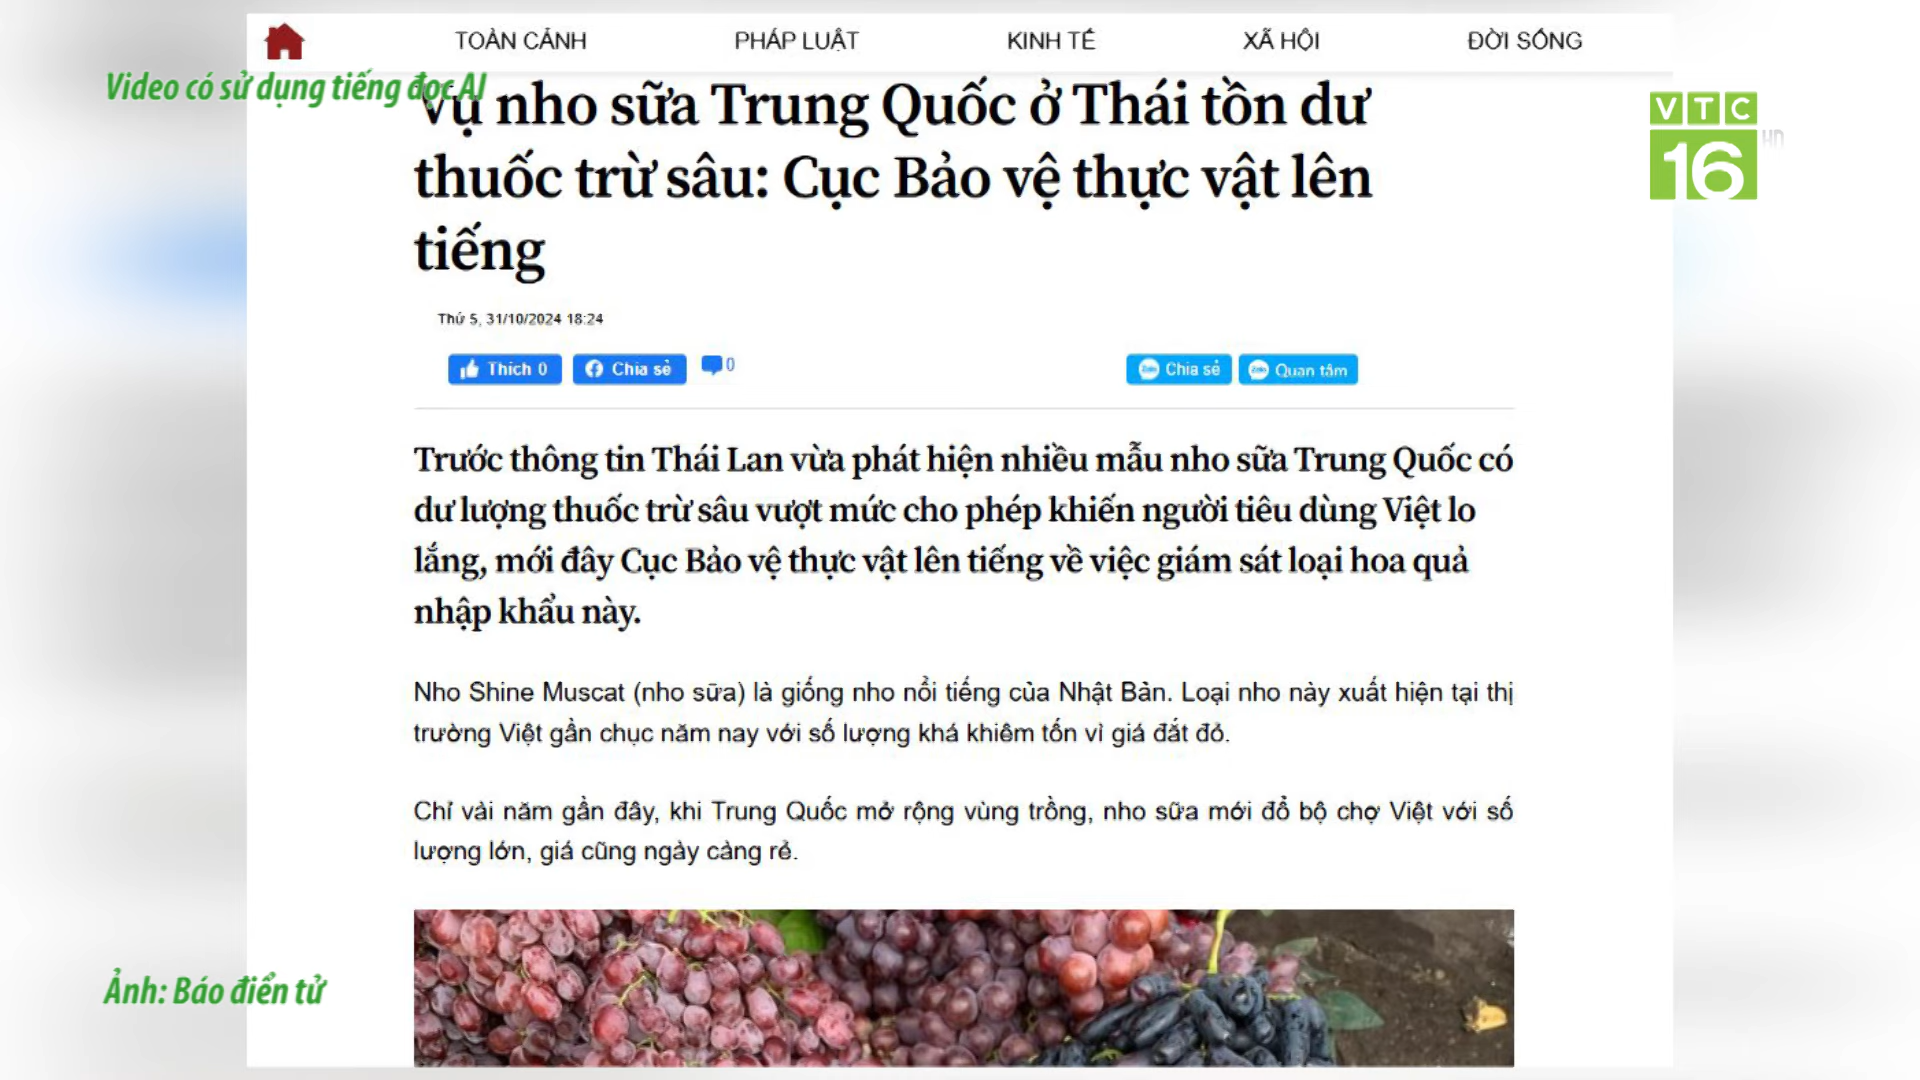 TOÀN CẢNH
PHÁP LUẬT
KINH TẾ
XÃ HỘI
ĐỜI SỐNG
Video có sử dụng tiếng đọc AI
VTC
16
HD
Vụ nho sữa Trung Quốc ở Thái tồn dư
thuốc trừ sâu: Cục Bảo vệ thực vật lên
tiếng
Thứ 5, 31/10/2024 18:24
Thích 0
Chia sẻ
0
Chia sẻ
Quan tâm
Trước thông tin Thái Lan vừa phát hiện nhiều mẫu nho sữa Trung Quốc có
dư lượng thuốc trừ sâu vượt mức cho phép khiến người tiêu dùng Việt lo
lắng, mới đây Cục Bảo vệ thực vật lên tiếng về việc giám sát loại hoa quả
nhập khẩu này.
Nho Shine Muscat (nho sữa) là giống nho nổi tiếng của Nhật Bản. Loại nho này xuất hiện tại thị
trường Việt gần chục năm nay với số lượng khá khiêm tốn vì giá đắt đỏ.
Chỉ vài năm gần đây, khi Trung Quốc mở rộng vùng trồng, nho sữa mới đổ bộ chợ Việt với số
lượng lớn, giá cũng ngày càng rẻ.
Ảnh: Báo điển tử